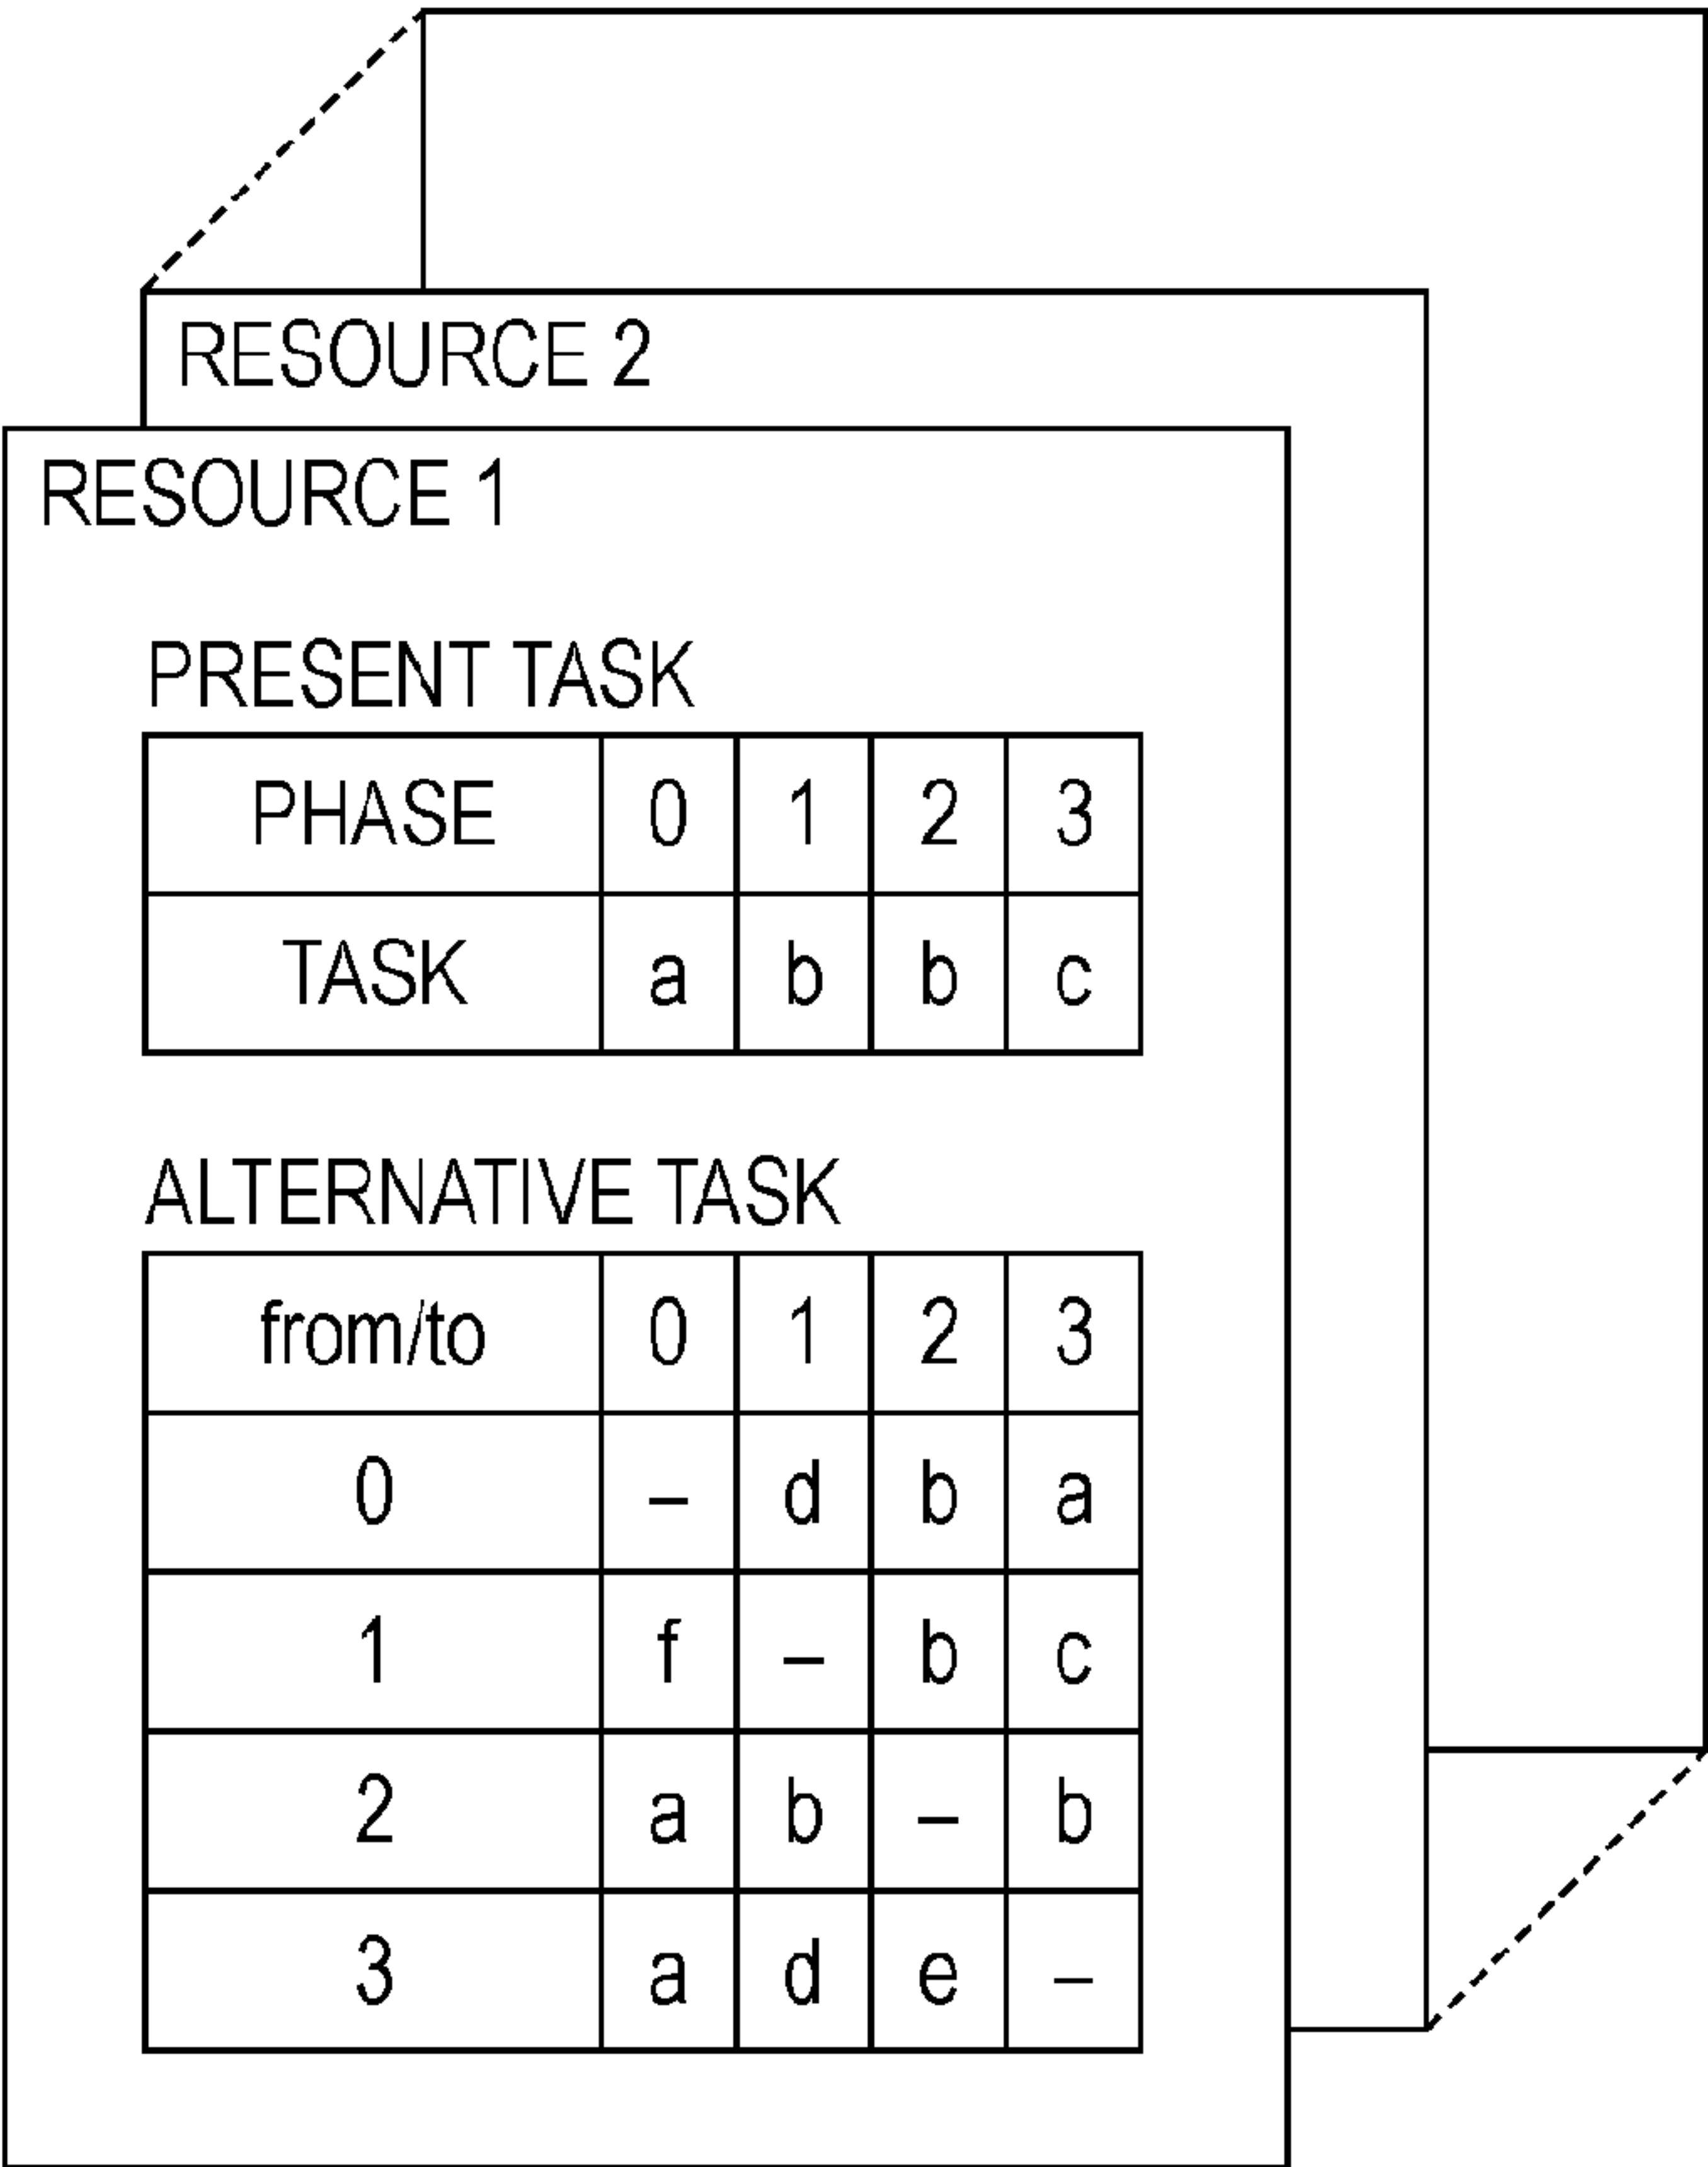 RESOURCE 2
RESOURCE 1
PRESENT TASK
PHASE 0 1 2 3
TASK a b b c
ALTERNATIVE TASK
from/to 0 1 2 3
0 – d b a
1 f – b c
2 a b – b
3 a d e –